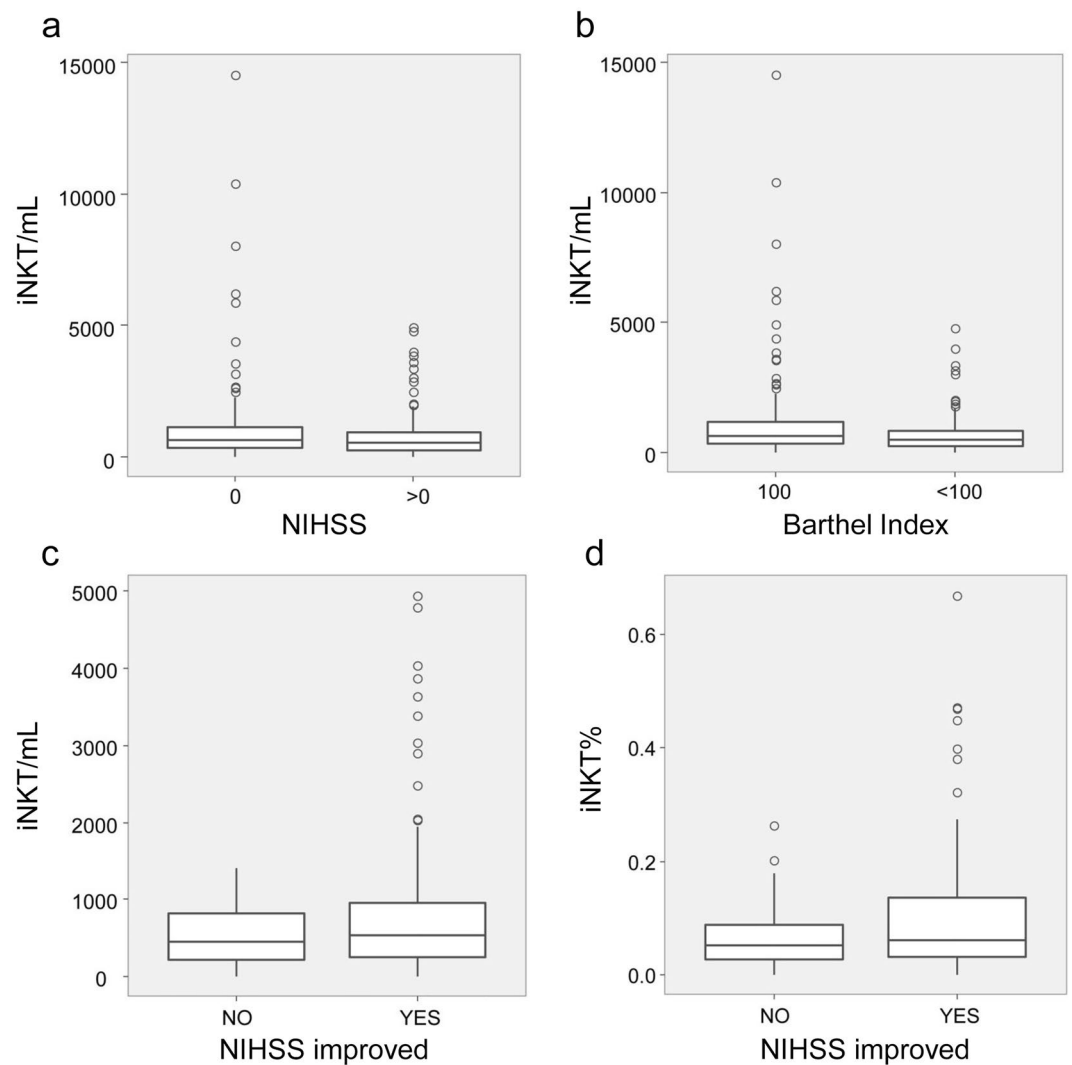 a
15000
10000
5000
0
iNKT/mL
0 >0
NIHSS
b
15000
10000
5000
0
iNKT/mL
100 <100
Barthel Index
c
5000
4000
3000
2000
1000
0
iNKT/mL
NO YES
NIHSS improved
d
0.6
0.4
0.2
0.0
iNKT%
NO YES
NIHSS improved